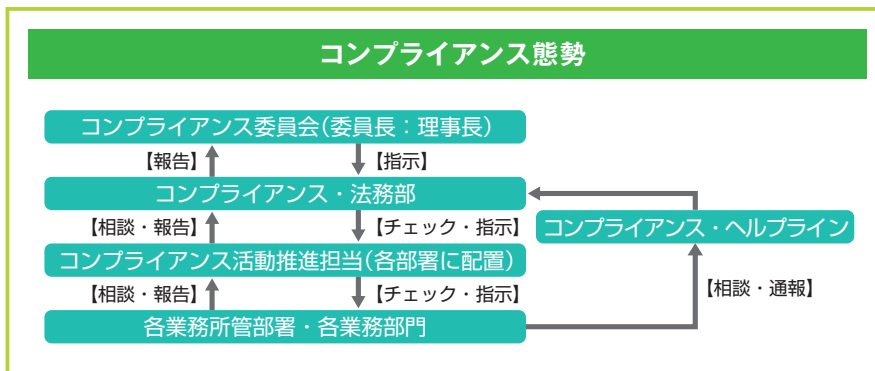 コンプライアンス態勢
コンプライアンス委員会(委員長：理事長)
【報告】
【指示】
コンプライアンス・法務部
【相談・報告】
【チェック・指示】
コンプライアンス・ヘルプライン
コンプライアンス活動推進担当(各部署に配置)
【相談・報告】
【チェック・指示】
【相談・通報】
各業務所管部署・各業務部門